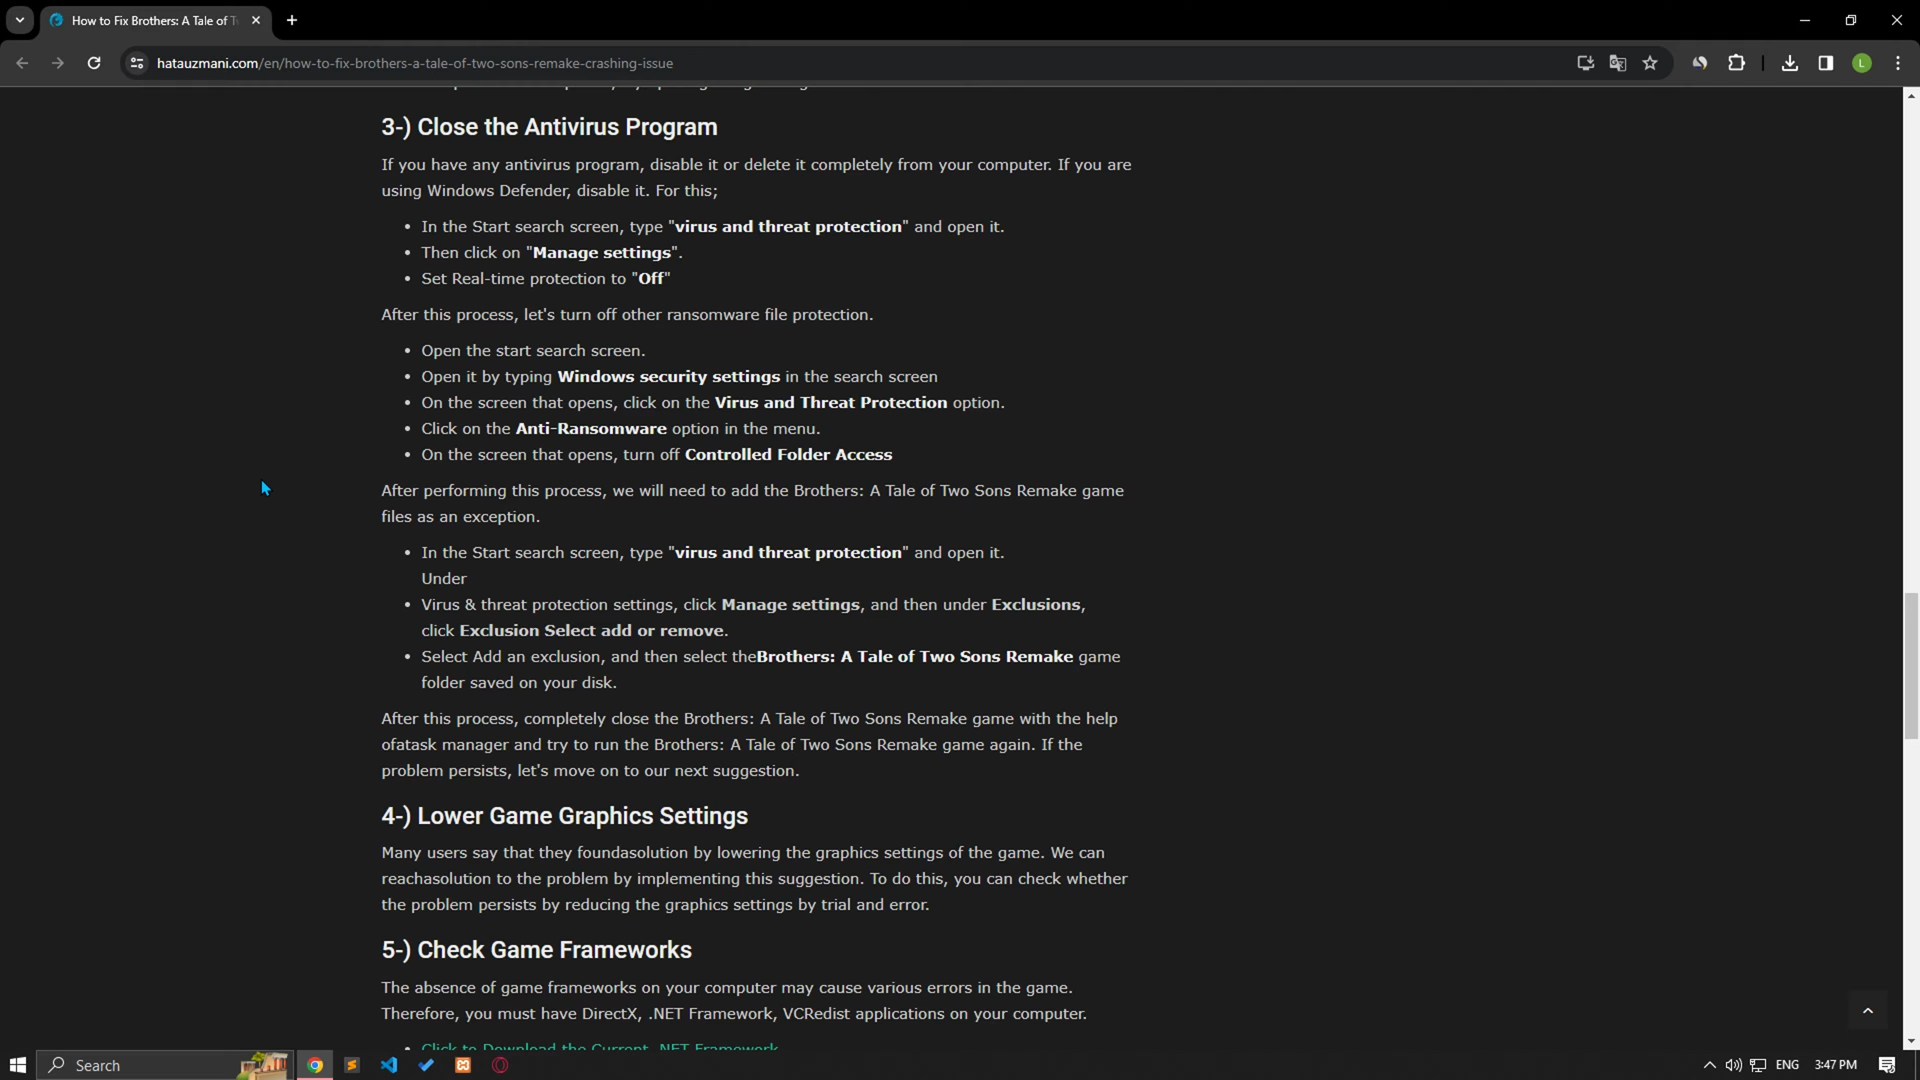 How to Fix Brothers: A Tale of T
hatauzmani.com/en/how-to-fix-brothers-a-tale-of-two-sons-remake-crashing-issue
L
3-) Close the Antivirus Program
If you have any antivirus program, disable it or delete it completely from your computer. If you are
using Windows Defender, disable it. For this;
• In the Start search screen, type "virus and threat protection" and open it.
• Then click on "Manage settings".
• Set Real-time protection to "Off"
After this process, let's turn off other ransomware file protection.
• Open the start search screen.
• Open it by typing Windows security settings in the search screen
• On the screen that opens, click on the Virus and Threat Protection option.
• Click on the Anti-Ransomware option in the menu.
• On the screen that opens, turn off Controlled Folder Access
After performing this process, we will need to add the Brothers: A Tale of Two Sons Remake game
files as an exception.
• In the Start search screen, type "virus and threat protection" and open it.
Under
• Virus & threat protection settings, click Manage settings, and then under Exclusions,
click Exclusion Select add or remove.
• Select Add an exclusion, and then select theBrothers: A Tale of Two Sons Remake game
folder saved on your disk.
After this process, completely close the Brothers: A Tale of Two Sons Remake game with the help
ofatask manager and try to run the Brothers: A Tale of Two Sons Remake game again. If the
problem persists, let's move on to our next suggestion.
4-) Lower Game Graphics Settings
Many users say that they foundasolution by lowering the graphics settings of the game. We can
reachasolution to the problem by implementing this suggestion. To do this, you can check whether
the problem persists by reducing the graphics settings by trial and error.
5-) Check Game Frameworks
The absence of game frameworks on your computer may cause various errors in the game.
Therefore, you must have DirectX, .NET Framework, VCRedist applications on your computer.
• Click to Download the Current .NET Framework
Search
ENG
3:47 PM